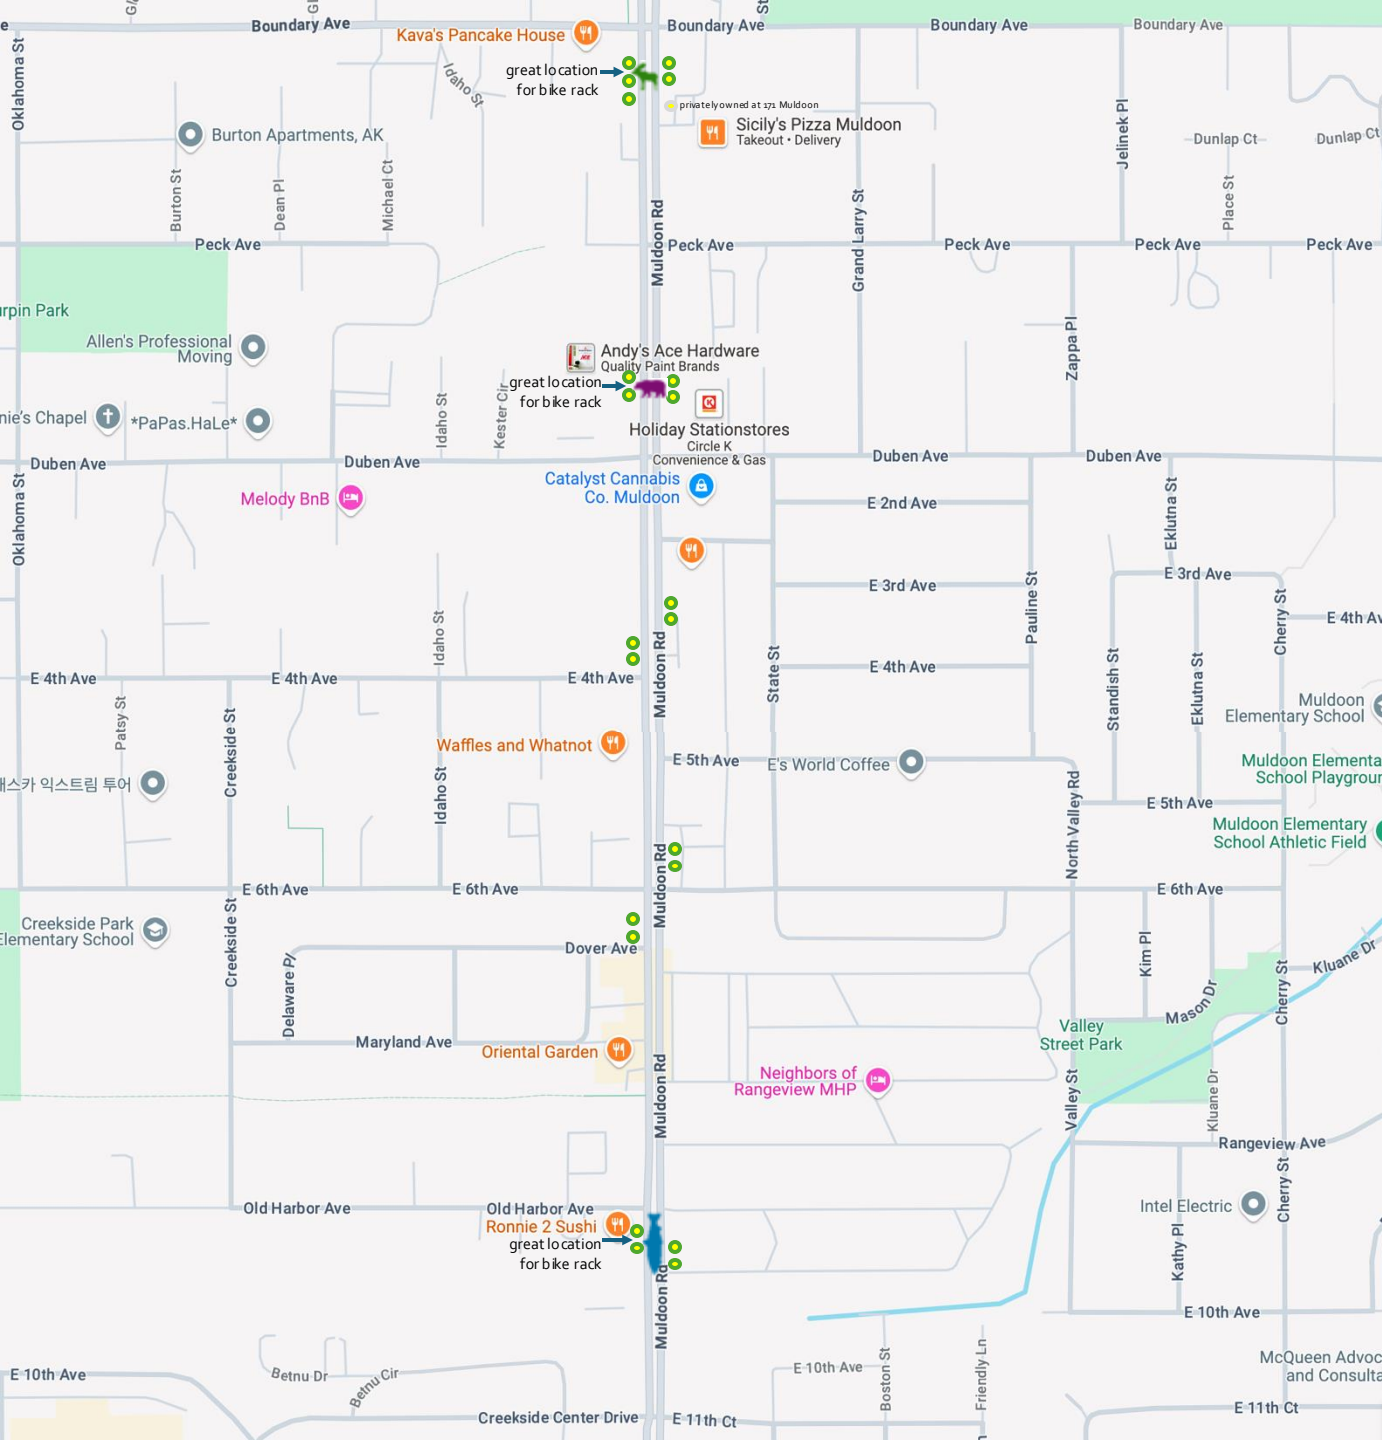 Boundary Ave
Boundary Ave
Boundary Ave
Boundary Ave
Kava's Pancake House
great location
for bike rack
privately owned at 171 Muldoon
Sicily's Pizza Muldoon
Takeout • Delivery
Oklahoma St
Idaho St
Burton Apartments, AK
Burton St
Dean Pl
Michael Ct
Jelinek Pl
Dunlap Ct
Dunlap Ct
Place St
Muldoon Rd
Grand Larry St
Peck Ave
Peck Ave
Peck Ave
Peck Ave
Peck Ave
urpin Park
Allen's Professional
Moving
Andy's Ace Hardware
Quality Paint Brands
great location
for bike rack
Zappa Pl
nie's Chapel
*PaPas.HaLe*
Idaho St
Kester Cir
Holiday Stationstores
Circle K
Convenience & Gas
Duben Ave
Duben Ave
Duben Ave
Duben Ave
Oklahoma St
Melody BnB
Catalyst Cannabis
Co. Muldoon
E 2nd Ave
Eklutna St
E 3rd Ave
E 3rd Ave
Pauline St
Cherry St
E 4th Av
Idaho St
Muldoon Rd
State St
E 4th Ave
Standish St
Eklutna St
E 4th Ave
E 4th Ave
E 4th Ave
Patsy St
Creekside St
Muldoon
Elementary School
Waffles and Whatnot
E 5th Ave
E's World Coffee
Muldoon Elementa
School Playgrour
래스카 익스트림 투어
Idaho St
North Valley Rd
E 5th Ave
Muldoon Elementary
School Athletic Field
Muldoon Rd
E 6th Ave
E 6th Ave
E 6th Ave
Creekside Park
Elementary School
Creekside St
Dover Ave
Delaware Pl
Kim Pl
Mason Dr
Cherry St
Kluane Dr
Maryland Ave
Oriental Garden
Valley
Street Park
Muldoon Rd
Neighbors of
Rangeview MHP
Valley St
Kluane Dr
Rangeview Ave
Old Harbor Ave
Old Harbor Ave
Ronnie 2 Sushi
great location
for bike rack
Intel Electric
Cherry St
Kathy Pl
Muldoon Rd
E 10th Ave
E 10th Ave
Betnu Dr
Betnu Cir
E 10th Ave
Boston St
Friendly Ln
McQueen Advoc
and Consulta
Creekside Center Drive
E 11th Ct
E 11th Ct